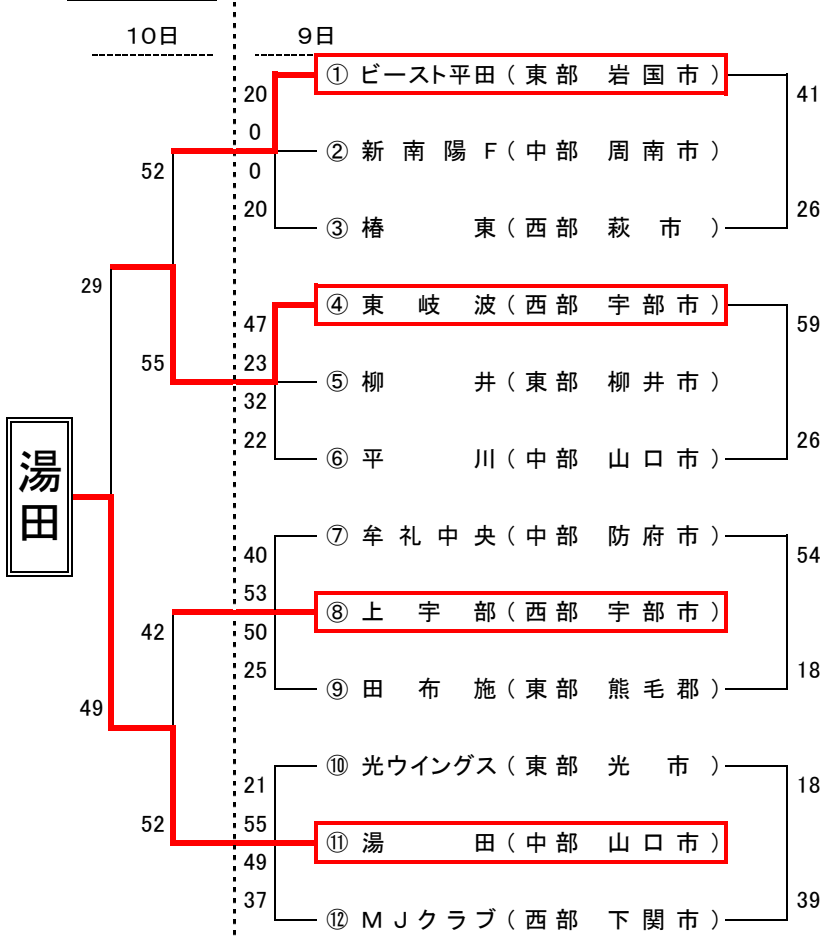 10日 9日
① ビースト平田 ( 東部 岩国市 )
20 41
0
② 新南陽F ( 中部 周南市 )
52 0
20 26
③ 椿東 ( 西部 萩市 )
29
④ 東岐波 ( 西部 宇部市 )
47 59
55 23
⑤ 柳井 ( 東部 柳井市 )
32
22 26
⑥ 平川 ( 中部 山口市 )
湯田
⑦ 牟礼中央 ( 中部 防府市 )
40 54
53
⑧ 上宇部 ( 西部 宇部市 )
42 50
25 18
⑨ 田布施 ( 東部 熊毛郡 )
49
⑩ 光ウイングス ( 東部 光市 )
21 18
52 55
⑪ 湯田 ( 中部 山口市 )
49
37 39
⑫ MJクラブ ( 西部 下関市 )